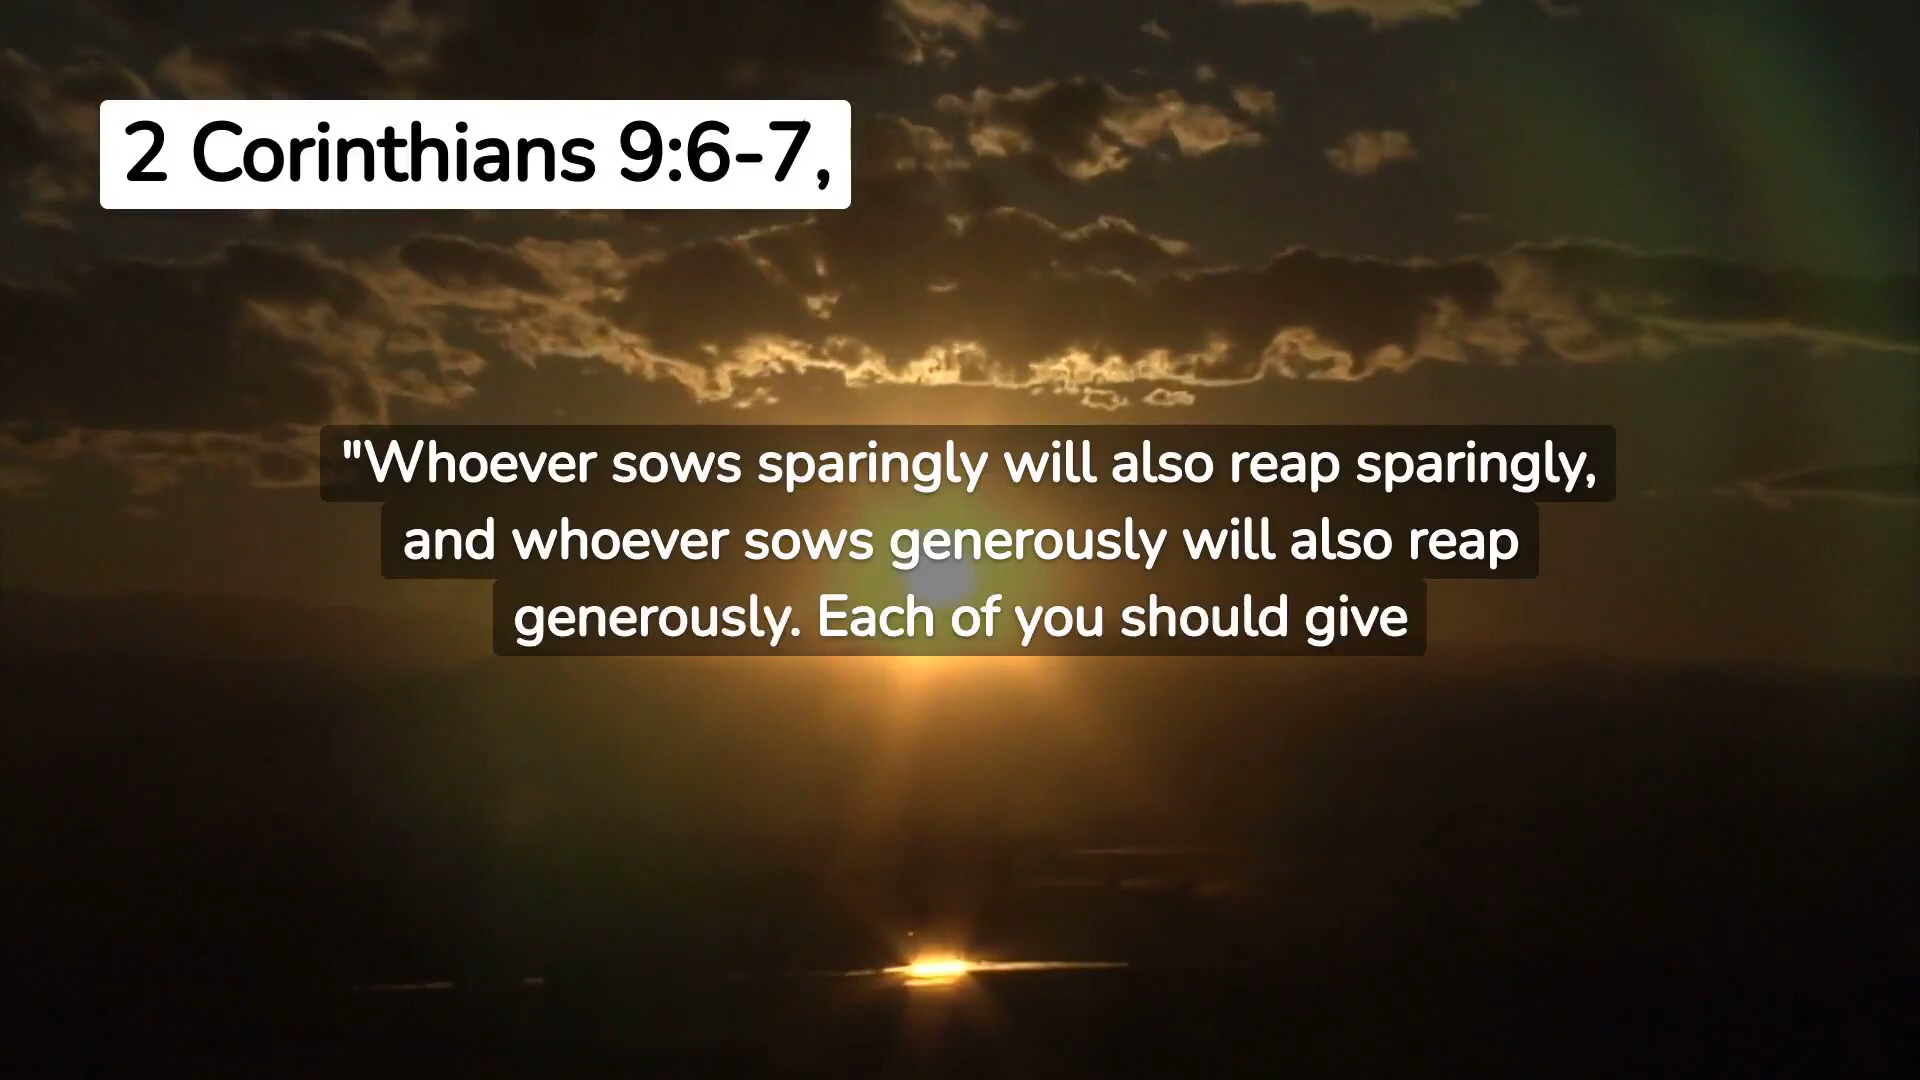 2 Corinthians 9:6-7,
"Whoever sows sparingly will also reap sparingly,
and whoever sows generously will also reap
generously. Each of you should give